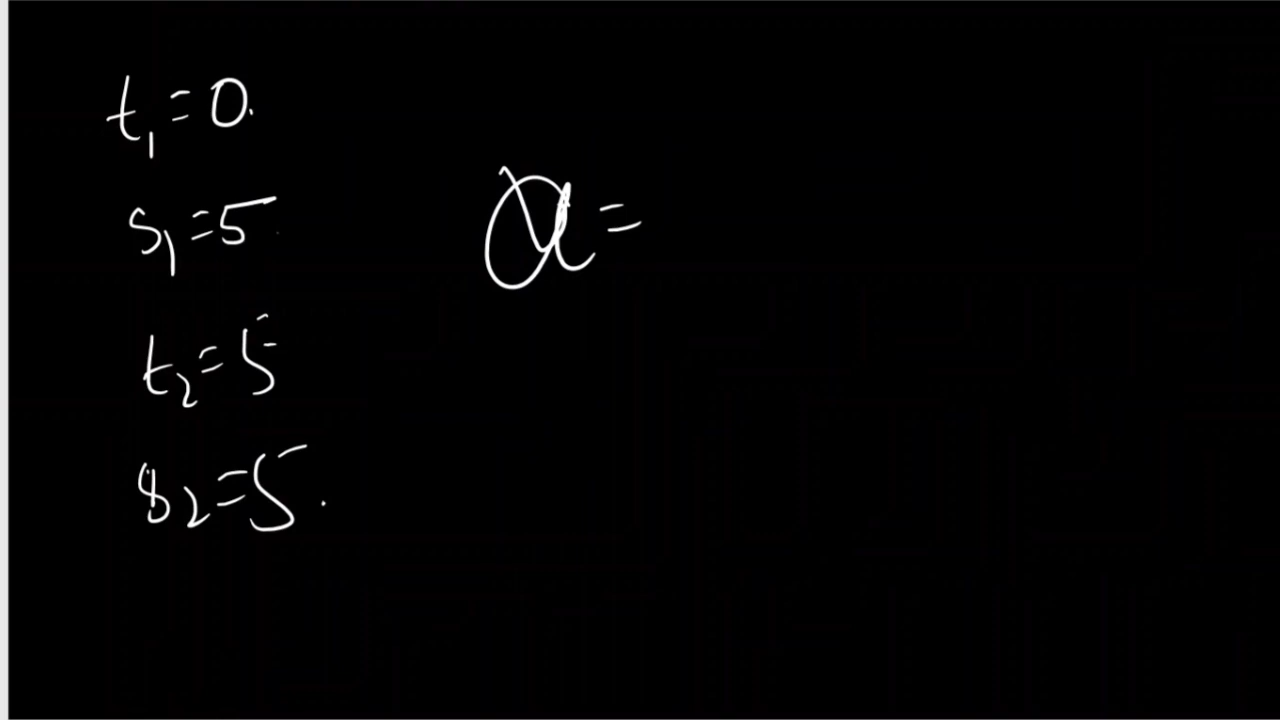 t₁=0.
s₁=5
a=
t₂=5
s₂=5.